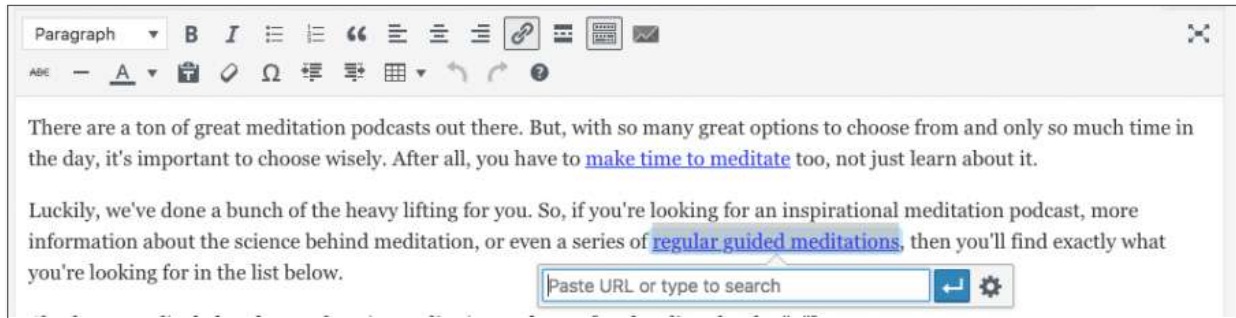 Paragraph B I
ABC A Ω
There are a ton of great meditation podcasts out there. But, with so many great options to choose from and only so much time in
the day, it's important to choose wisely. After all, you have to make time to meditate too, not just learn about it.
Luckily, we've done a bunch of the heavy lifting for you. So, if you're looking for an inspirational meditation podcast, more
information about the science behind meditation, or even a series of regular guided meditations, then you'll find exactly what
you're looking for in the list below.
Paste URL or type to search